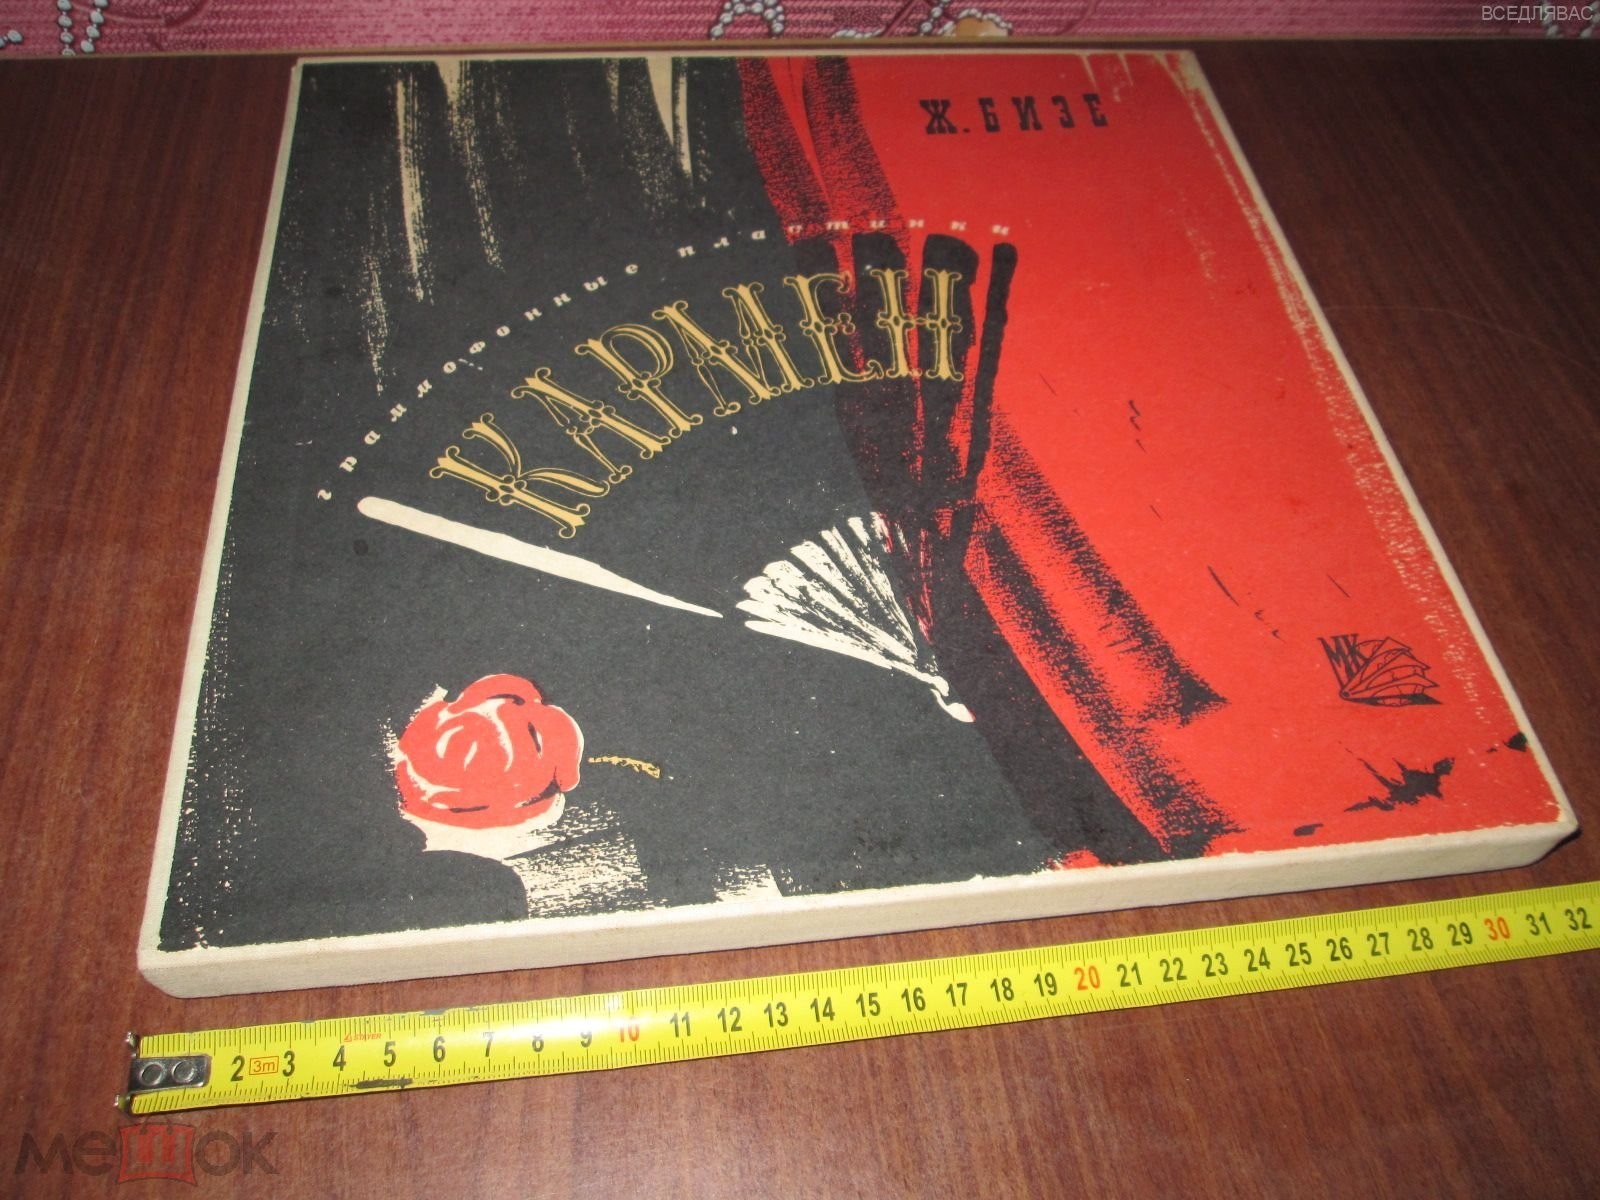 ВСЕДЛЯВАС
Ж. БИЗЕ
граммофонные пластинки
КАРМЕН
МК
2 3m 3 4 5 6 7 8 9 10 11 12 13 14 15 16 17 18 19 20 21 22 23 24 25 26 27 28 29 30 31 32
мешок